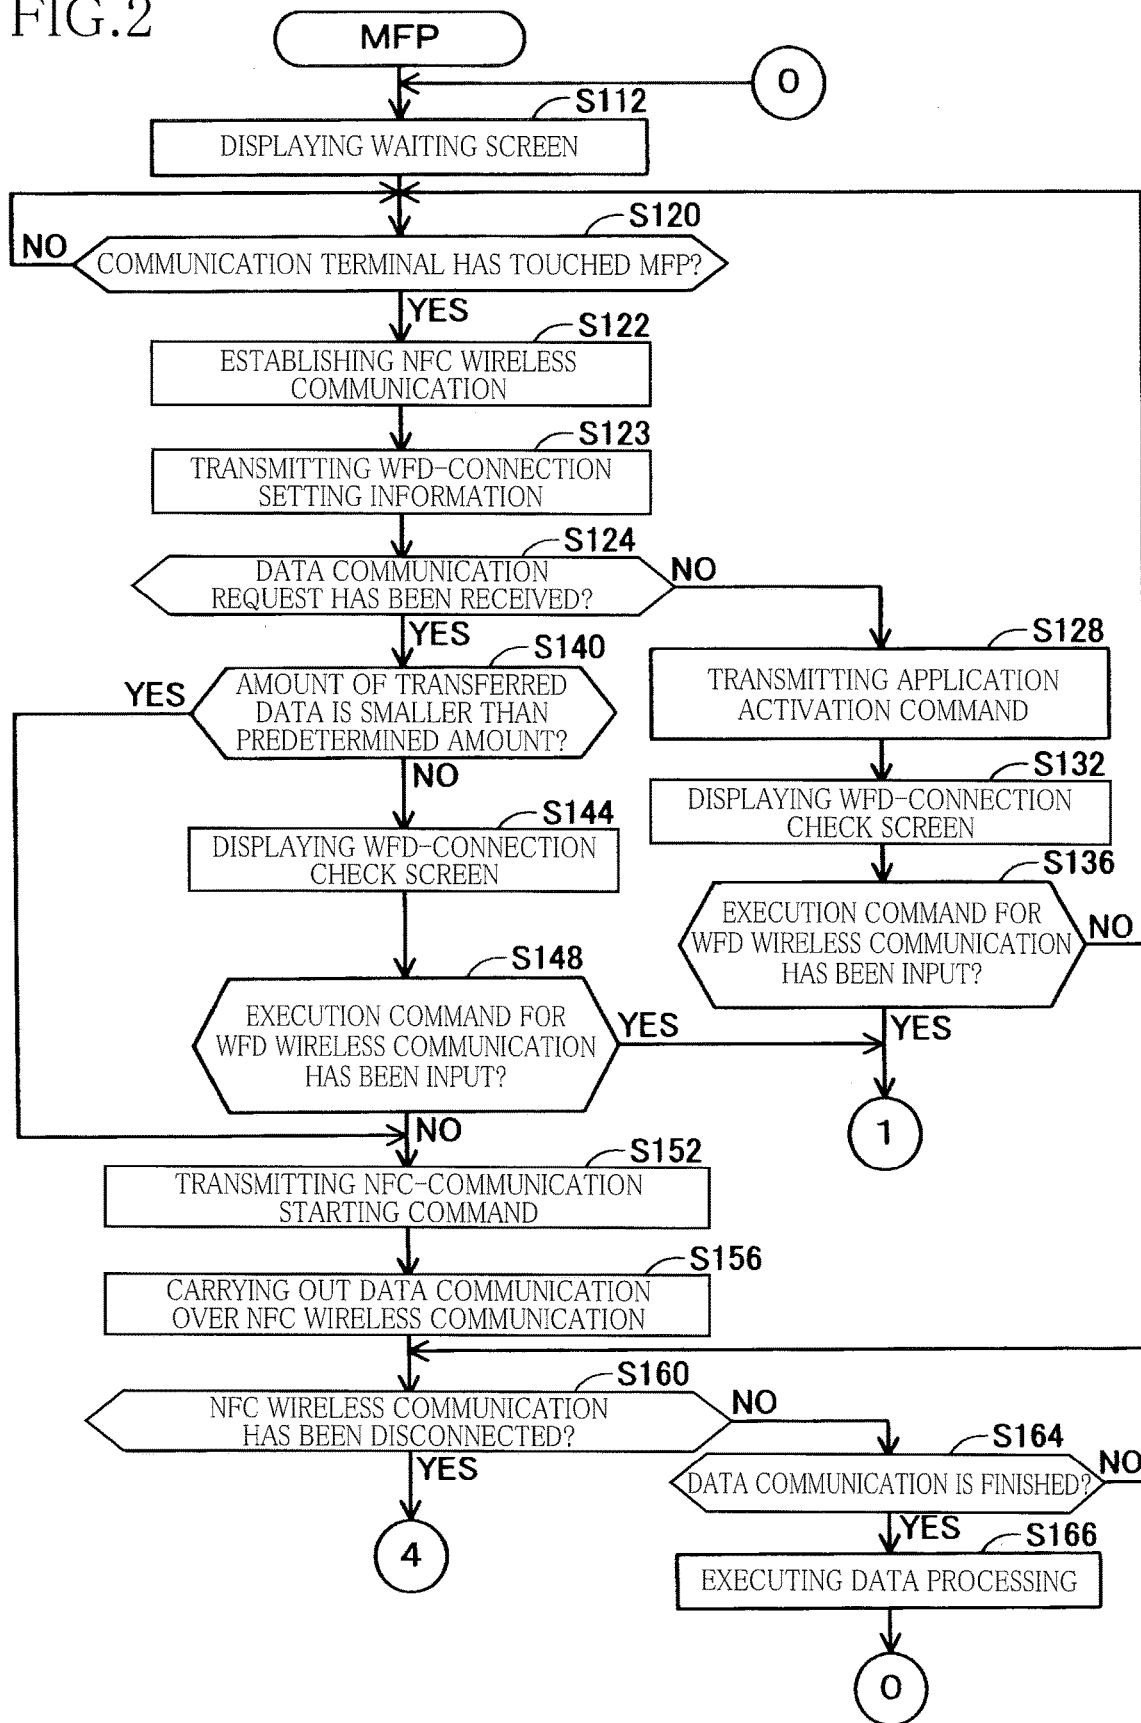 FIG.2
MFP
0
S112
DISPLAYING WAITING SCREEN
S120
NO
COMMUNICATION TERMINAL HAS TOUCHED MFP?
YES
S122
ESTABLISHING NFC WIRELESS
COMMUNICATION
S123
TRANSMITTING WFD-CONNECTION
SETTING INFORMATION
S124
DATA COMMUNICATION
REQUEST HAS BEEN RECEIVED?
NO
YES
S128
TRANSMITTING APPLICATION
ACTIVATION COMMAND
S140
YES
AMOUNT OF TRANSFERRED
DATA IS SMALLER THAN
PREDETERMINED AMOUNT?
NO
S132
DISPLAYING WFD-CONNECTION
CHECK SCREEN
S144
DISPLAYING WFD-CONNECTION
CHECK SCREEN
S136
EXECUTION COMMAND FOR
WFD WIRELESS COMMUNICATION
HAS BEEN INPUT?
NO
YES
S148
EXECUTION COMMAND FOR
WFD WIRELESS COMMUNICATION
HAS BEEN INPUT?
YES
1
NO
S152
TRANSMITTING NFC-COMMUNICATION
STARTING COMMAND
S156
CARRYING OUT DATA COMMUNICATION
OVER NFC WIRELESS COMMUNICATION
S160
NFC WIRELESS COMMUNICATION
HAS BEEN DISCONNECTED?
NO
YES
4
S164
DATA COMMUNICATION IS FINISHED?
NO
YES
S166
EXECUTING DATA PROCESSING
0